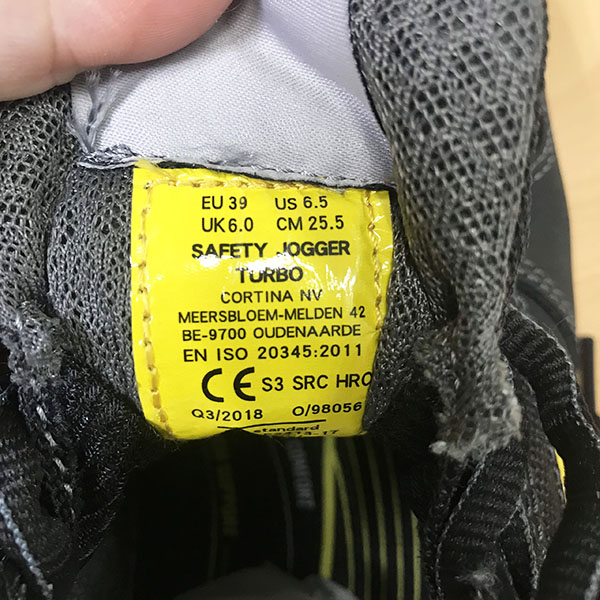 EU 39 US 6.5
UK 6.0 CM 25.5
SAFETY JOGGER
TURBO
CORTINA NV
MEERSBLOEM-MELDEN 42
BE-9700 OUDENAARDE
EN ISO 20345:2011
CE S3 SRC HRO
Q3/2018 O/98056
standard